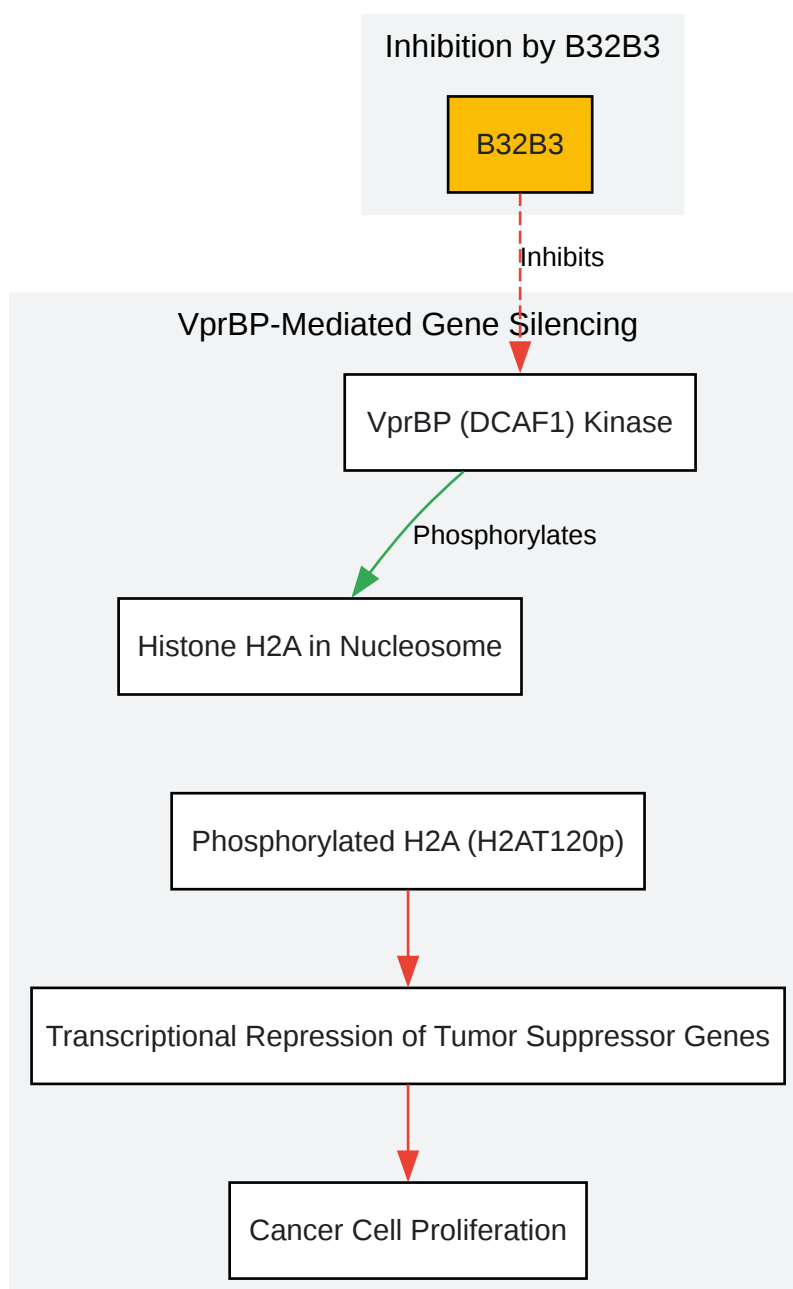 Inhibition by B32B3
B32B3
Inhibits
VprBP-Mediated Gene Silencing
VprBP (DCAF1) Kinase
Phosphorylates
Histone H2A in Nucleosome
Phosphorylated H2A (H2AT120p)
Transcriptional Repression of Tumor Suppressor Genes
Cancer Cell Proliferation